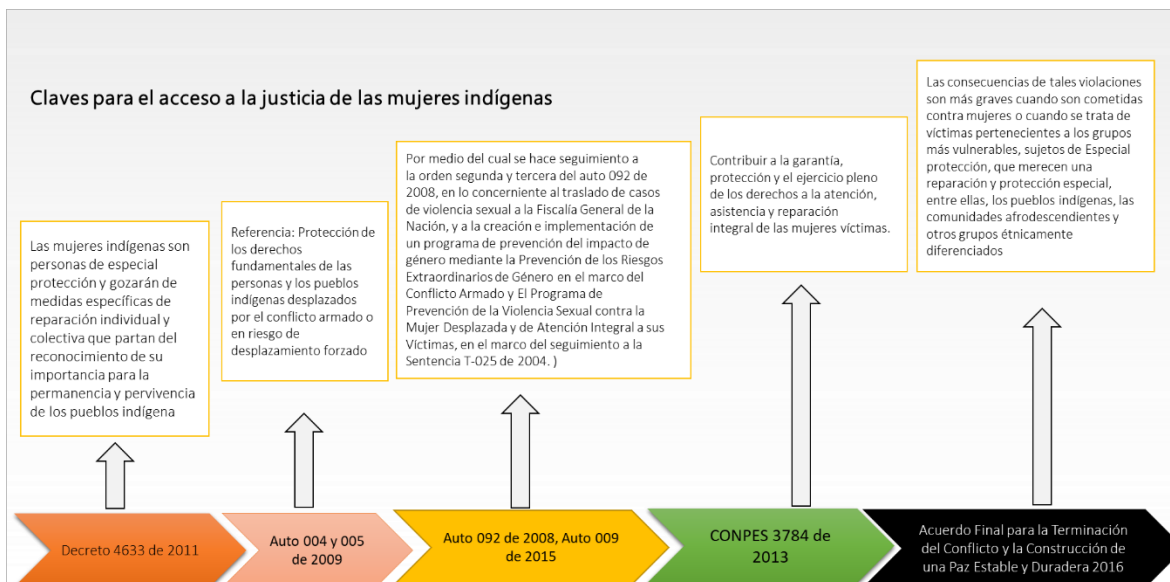 Claves para el acceso a la justicia de las mujeres indígenas
Las mujeres indígenas son
personas de especial
protección y gozarán de
medidas específicas de
reparación individual y
colectiva que partan del
reconocimiento de su
importancia para la
permanencia y pervivencia
de los pueblos indígena
Referencia: Protección de
los derechos
fundamentales de las
personas y los pueblos
indígenas desplazados
por el conflicto armado o
en riesgo de
desplazamiento forzado
Por medio del cual se hace seguimiento a
la orden segunda y tercera del auto 092 de
2008, en lo concerniente al traslado de casos
de violencia sexual a la Fiscalía General de la
Nación, y a la creación e implementación de
un programa de prevención del impacto de
género mediante la Prevención de los Riesgos
Extraordinarios de Género en el marco del
Conflicto Armado y El Programa de
Prevención de la Violencia Sexual contra la
Mujer Desplazada y de Atención Integral a sus
Víctimas, en el marco del seguimiento a la
Sentencia T-025 de 2004. )
Contribuir a la garantía,
protección y el ejercicio pleno
de los derechos a la atención,
asistencia y reparación
integral de las mujeres víctimas.
Las consecuencias de tales violaciones
son más graves cuando son cometidas
contra mujeres o cuando se trata de
víctimas pertenecientes a los grupos
más vulnerables, sujetos de Especial
protección, que merecen una
reparación y protección especial,
entre ellas, los pueblos indígenas, las
comunidades afrodescendientes y
otros grupos étnicamente
diferenciados
Decreto 4633 de 2011
Auto 004 y 005
de 2009
Auto 092 de 2008, Auto 009
de 2015
CONPES 3784 de
2013
Acuerdo Final para la Terminación
del Conflicto y la Construcción de
una Paz Estable y Duradera 2016